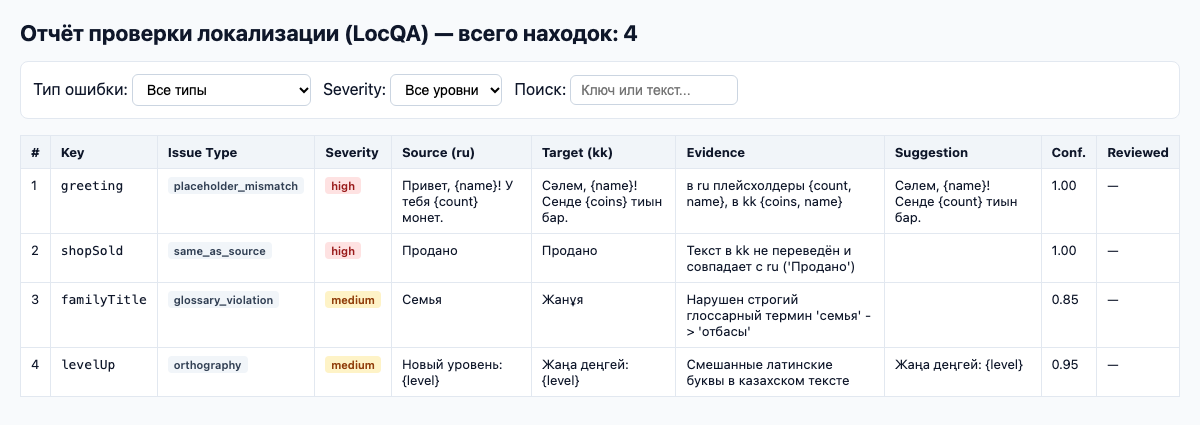 Отчёт проверки локализации (LocQA) — всего находок: 4
Тип ошибки: Все типы Severity: Все уровни Поиск: Ключ или текст...
# Key Issue Type Severity Source (ru) Target (kk) Evidence Suggestion Conf. Reviewed
1 greeting placeholder_mismatch high Привет, {name}! У Сәлем, {name}! в ru плейсхолдеры {count, Сәлем, {name}! 1.00 —
тебя {count} Сенде {coins} тиын name}, в kk {coins, name} Сенде {count} тиын
монет. бар. бар.
2 shopSold same_as_source high Продано Продано Текст в kk не переведён и 1.00 —
совпадает с ru ('Продано')
3 familyTitle glossary_violation medium Семья Жанұя Нарушен строгий 0.85 —
глоссарный термин 'семья' -
> 'отбасы'
4 levelUp orthography medium Новый уровень: Жаңа деңгей: Смешанные латинские Жаңа деңгей: {level} 0.95 —
{level} {level} буквы в казахском тексте